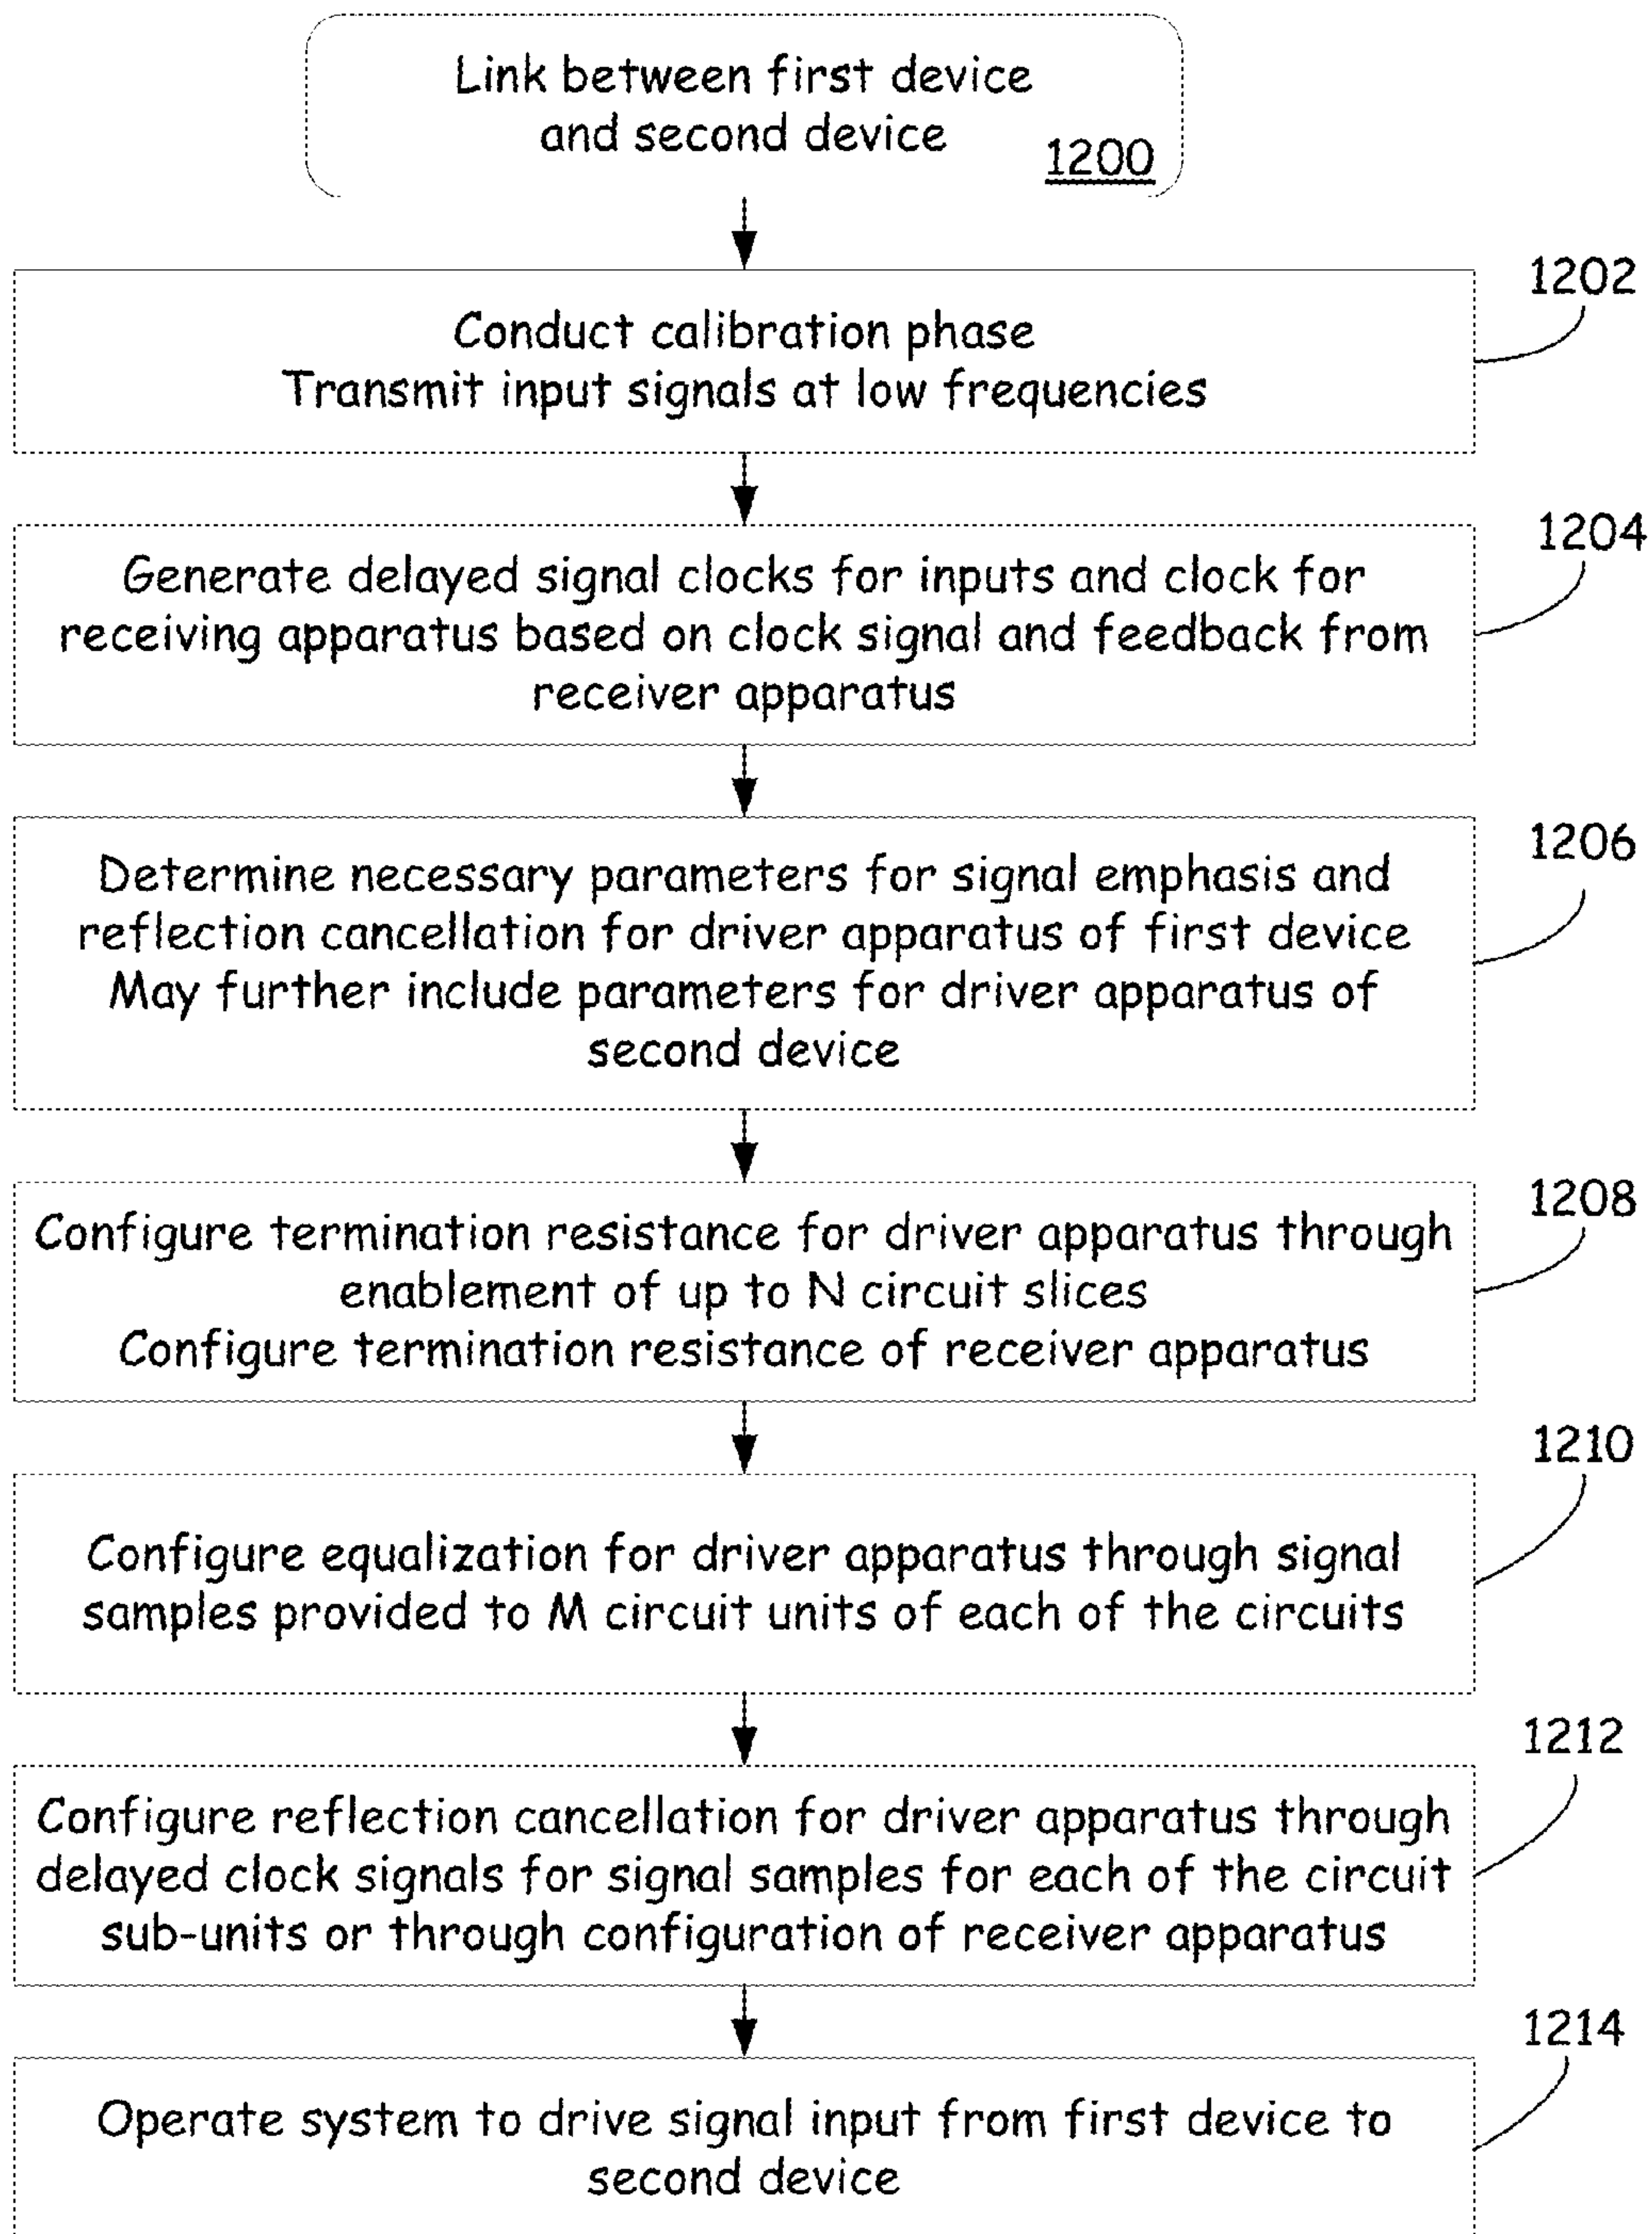 Link between first device
and second device
1200
1202
Conduct calibration phase
Transmit input signals at low frequencies
1204
Generate delayed signal clocks for inputs and clock for
receiving apparatus based on clock signal and feedback from
receiver apparatus
1206
Determine necessary parameters for signal emphasis and
reflection cancellation for driver apparatus of first device
May further include parameters for driver apparatus of
second device
1208
Configure termination resistance for driver apparatus through
enablement of up to N circuit slices
Configure termination resistance of receiver apparatus
1210
Configure equalization for driver apparatus through signal
samples provided to M circuit units of each of the circuits
1212
Configure reflection cancellation for driver apparatus through
delayed clock signals for signal samples for each of the circuit
sub-units or through configuration of receiver apparatus
1214
Operate system to drive signal input from first device to
second device